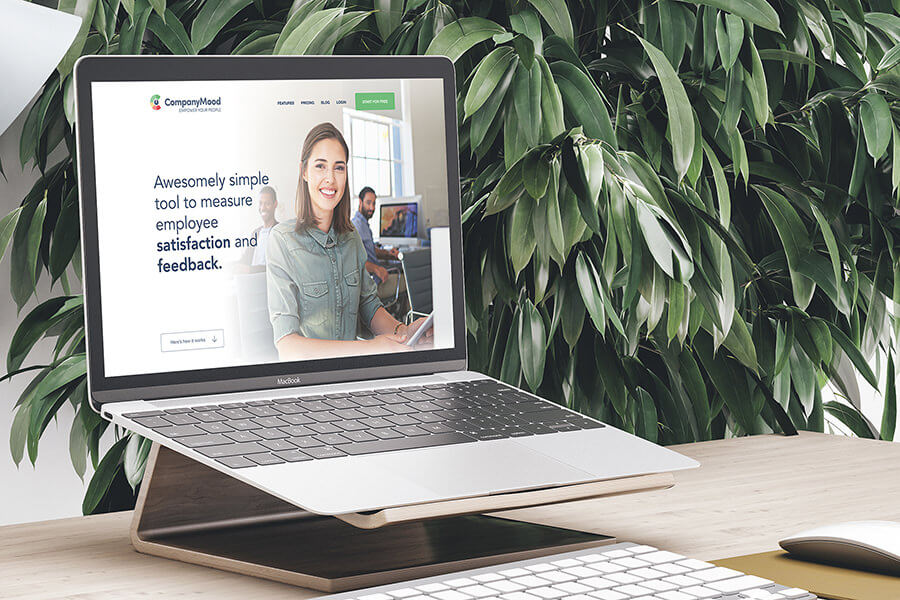 CompanyMood
EMPOWER YOUR PEOPLE
FEATURES PRICING BLOG LOGIN START FOR FREE
Awesomely simple
tool to measure
employee
satisfaction and
feedback.
Here's how it works
MacBook